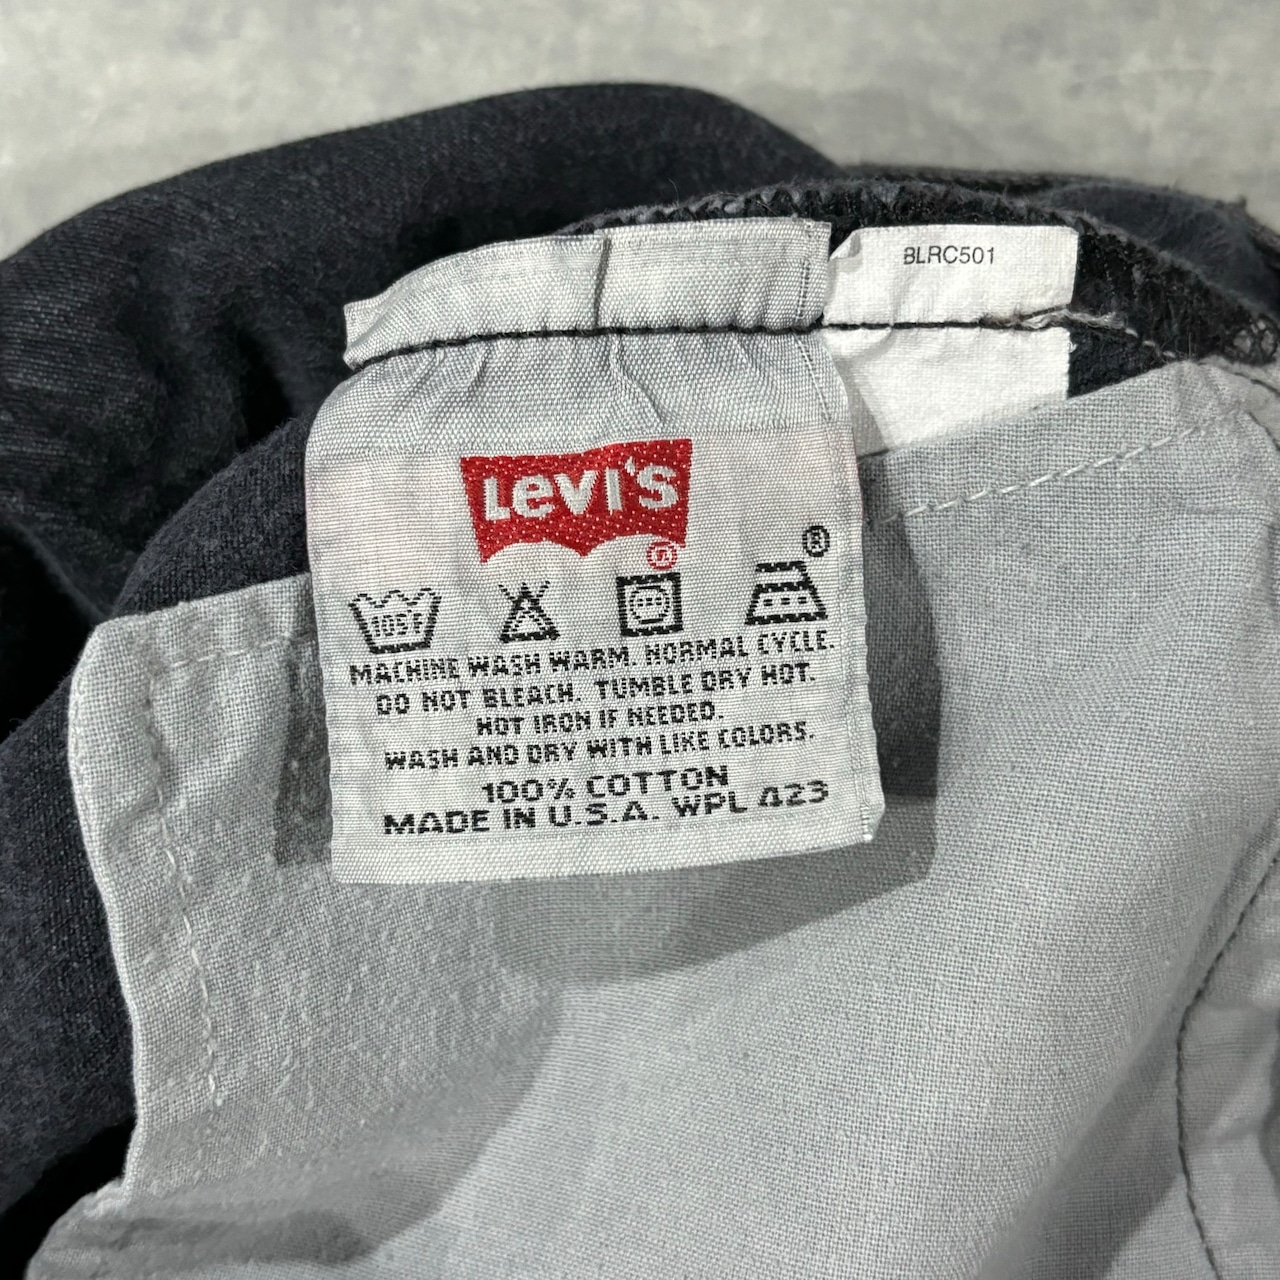 BLRC501
Levi's
®
105°F
MACHINE WASH WARM. NORMAL CYCLE.
DO NOT BLEACH. TUMBLE DRY HOT.
HOT IRON IF NEEDED.
WASH AND DRY WITH LIKE COLORS.
100% COTTON
MADE IN U.S.A. WPL 423